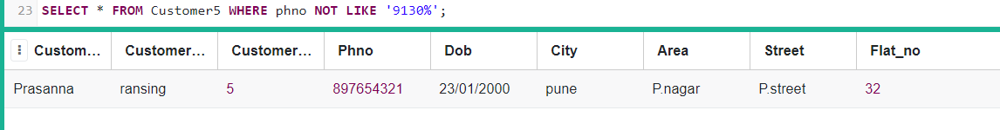 23 SELECT * FROM Customer5 WHERE phno NOT LIKE '9130%';
Custom... Customer... Customer... Phno Dob City Area Street Flat_no
Prasanna ransing 5 897654321 23/01/2000 pune P.nagar P.street 32